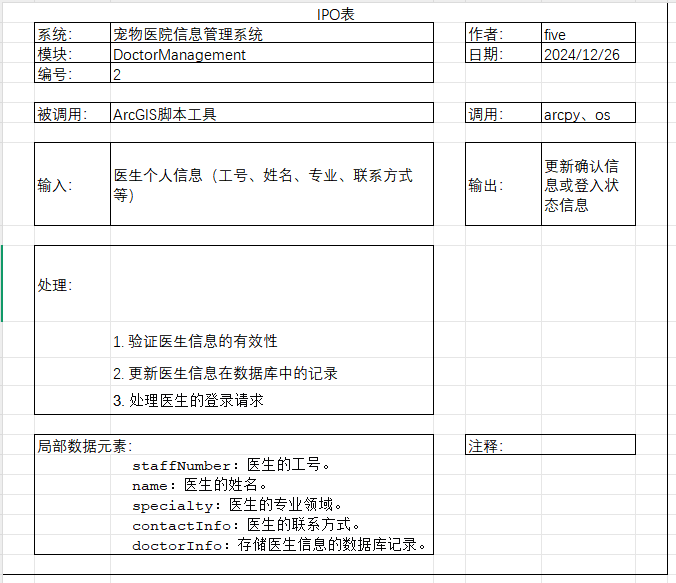 IPO表
系统： 宠物医院信息管理系统 作者： five
模块： DoctorManagement 日期： 2024/12/26
编号： 2
被调用： ArcGIS脚本工具 调用： arcpy、os
输入： 医生个人信息（工号、姓名、专业、联系方式
等）
输出： 更新确认信
息或登入状
态信息
处理：
1. 验证医生信息的有效性
2. 更新医生信息在数据库中的记录
3. 处理医生的登录请求
局部数据元素： 注释：
staffNumber：医生的工号。
name：医生的姓名。
specialty：医生的专业领域。
contactInfo：医生的联系方式。
doctorInfo：存储医生信息的数据库记录。